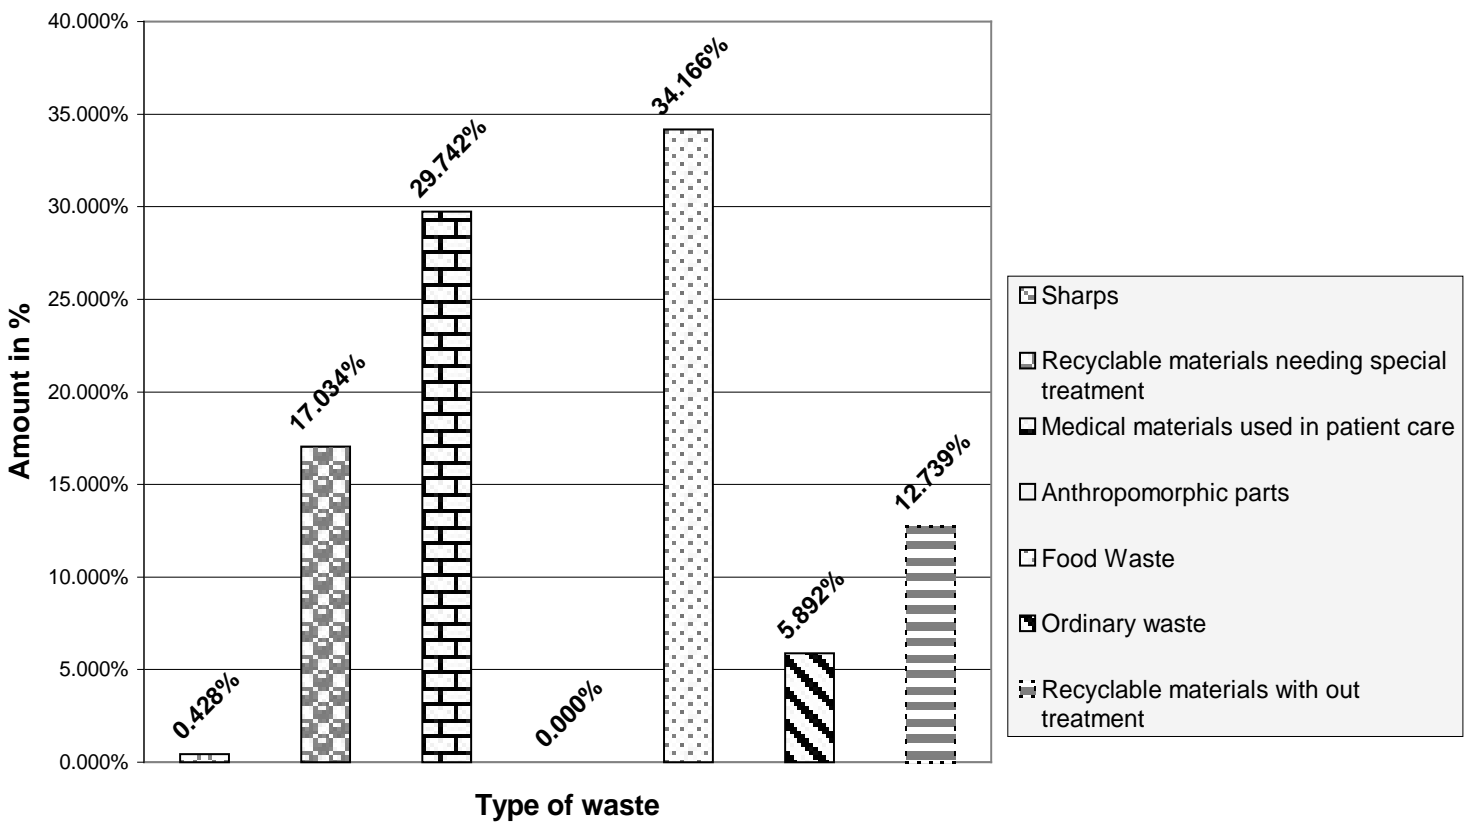 40.000%
35.000%
30.000%
25.000%
20.000%
15.000%
10.000%
5.000%
0.000%
Amount in %
0.428%
17.034%
29.742%
0.000%
34.166%
5.892%
12.739%
Type of waste
Sharps
Recyclable materials needing special
treatment
Medical materials used in patient care
Anthropomorphic parts
Food Waste
Ordinary waste
Recyclable materials with out
treatment